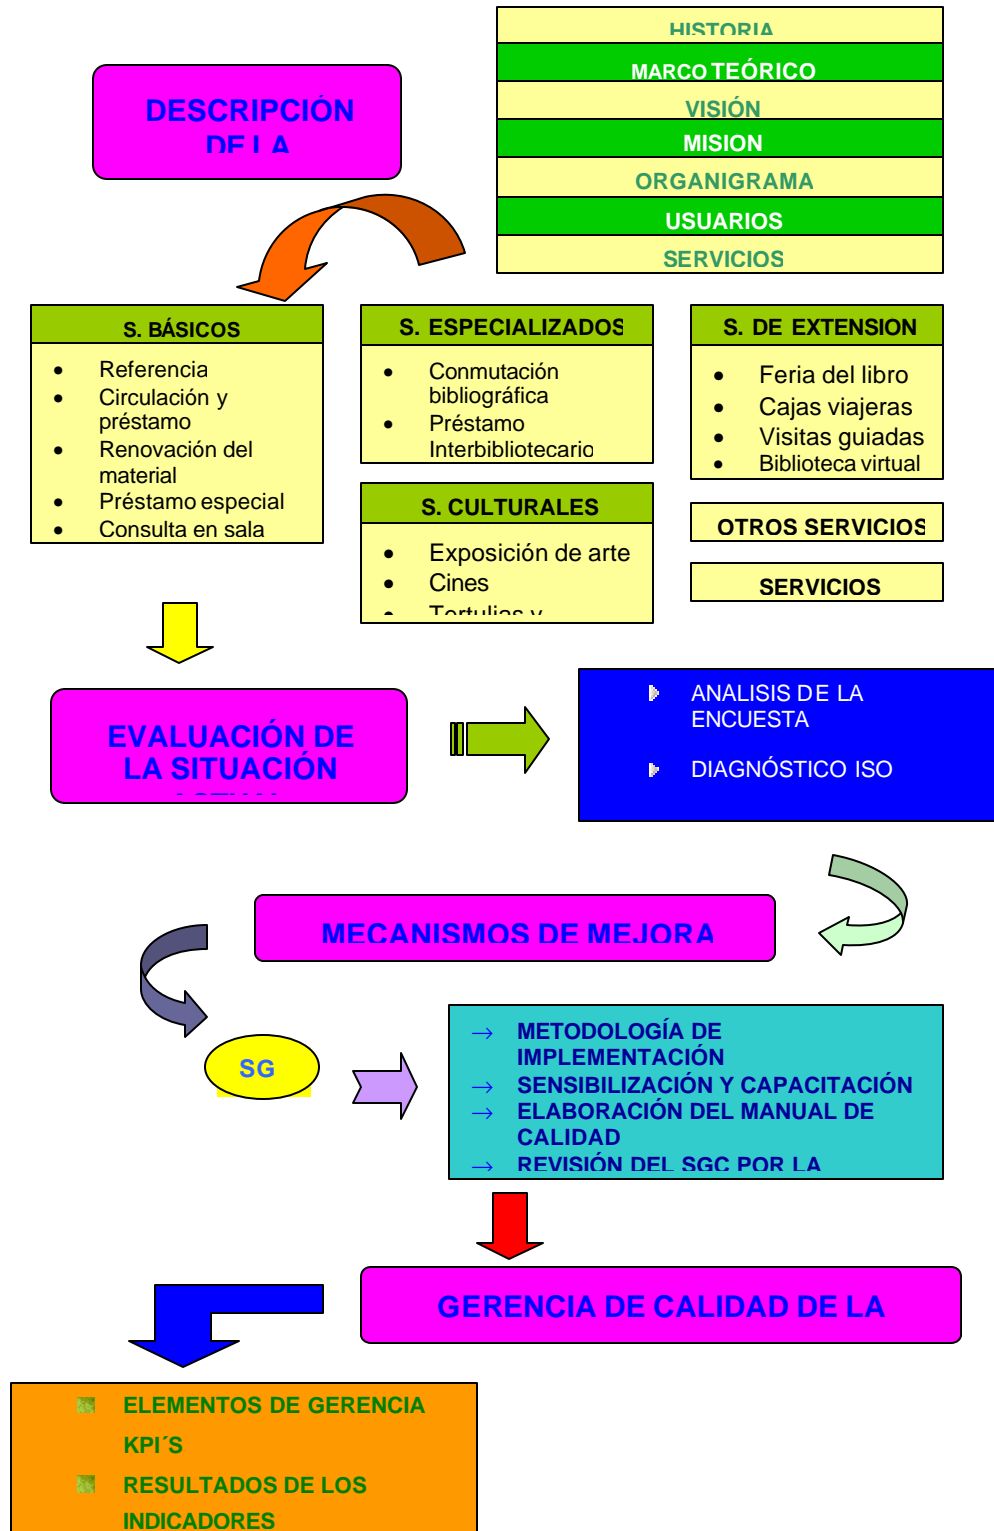 HISTORIA
MARCO TEÓRICO
VISIÓN
MISION
ORGANIGRAMA
USUARIOS
SERVICIOS
DESCRIPCIÓN
DE LA
S. BÁSICOS
• Referencia
• Circulación y
préstamo
• Renovación del
material
• Préstamo especial
• Consulta en sala
S. ESPECIALIZADOS
• Conmutación
bibliográfica
• Préstamo
Interbibliotecario
S. CULTURALES
• Exposición de arte
• Cines
• Tertulias y
S. DE EXTENSION
• Feria del libro
• Cajas viajeras
• Visitas guiadas
• Biblioteca virtual
OTROS SERVICIOS
SERVICIOS
EVALUACIÓN DE
LA SITUACIÓN
ANALISIS DE LA
ENCUESTA
DIAGNÓSTICO ISO
MECANISMOS DE MEJORA
SG
→ METODOLOGÍA DE
IMPLEMENTACIÓN
→ SENSIBILIZACIÓN Y CAPACITACIÓN
→ ELABORACIÓN DEL MANUAL DE
CALIDAD
→ REVISIÓN DEL SGC POR LA
GERENCIA DE CALIDAD DE LA
ELEMENTOS DE GERENCIA
KPI´S
RESULTADOS DE LOS
INDICADORES